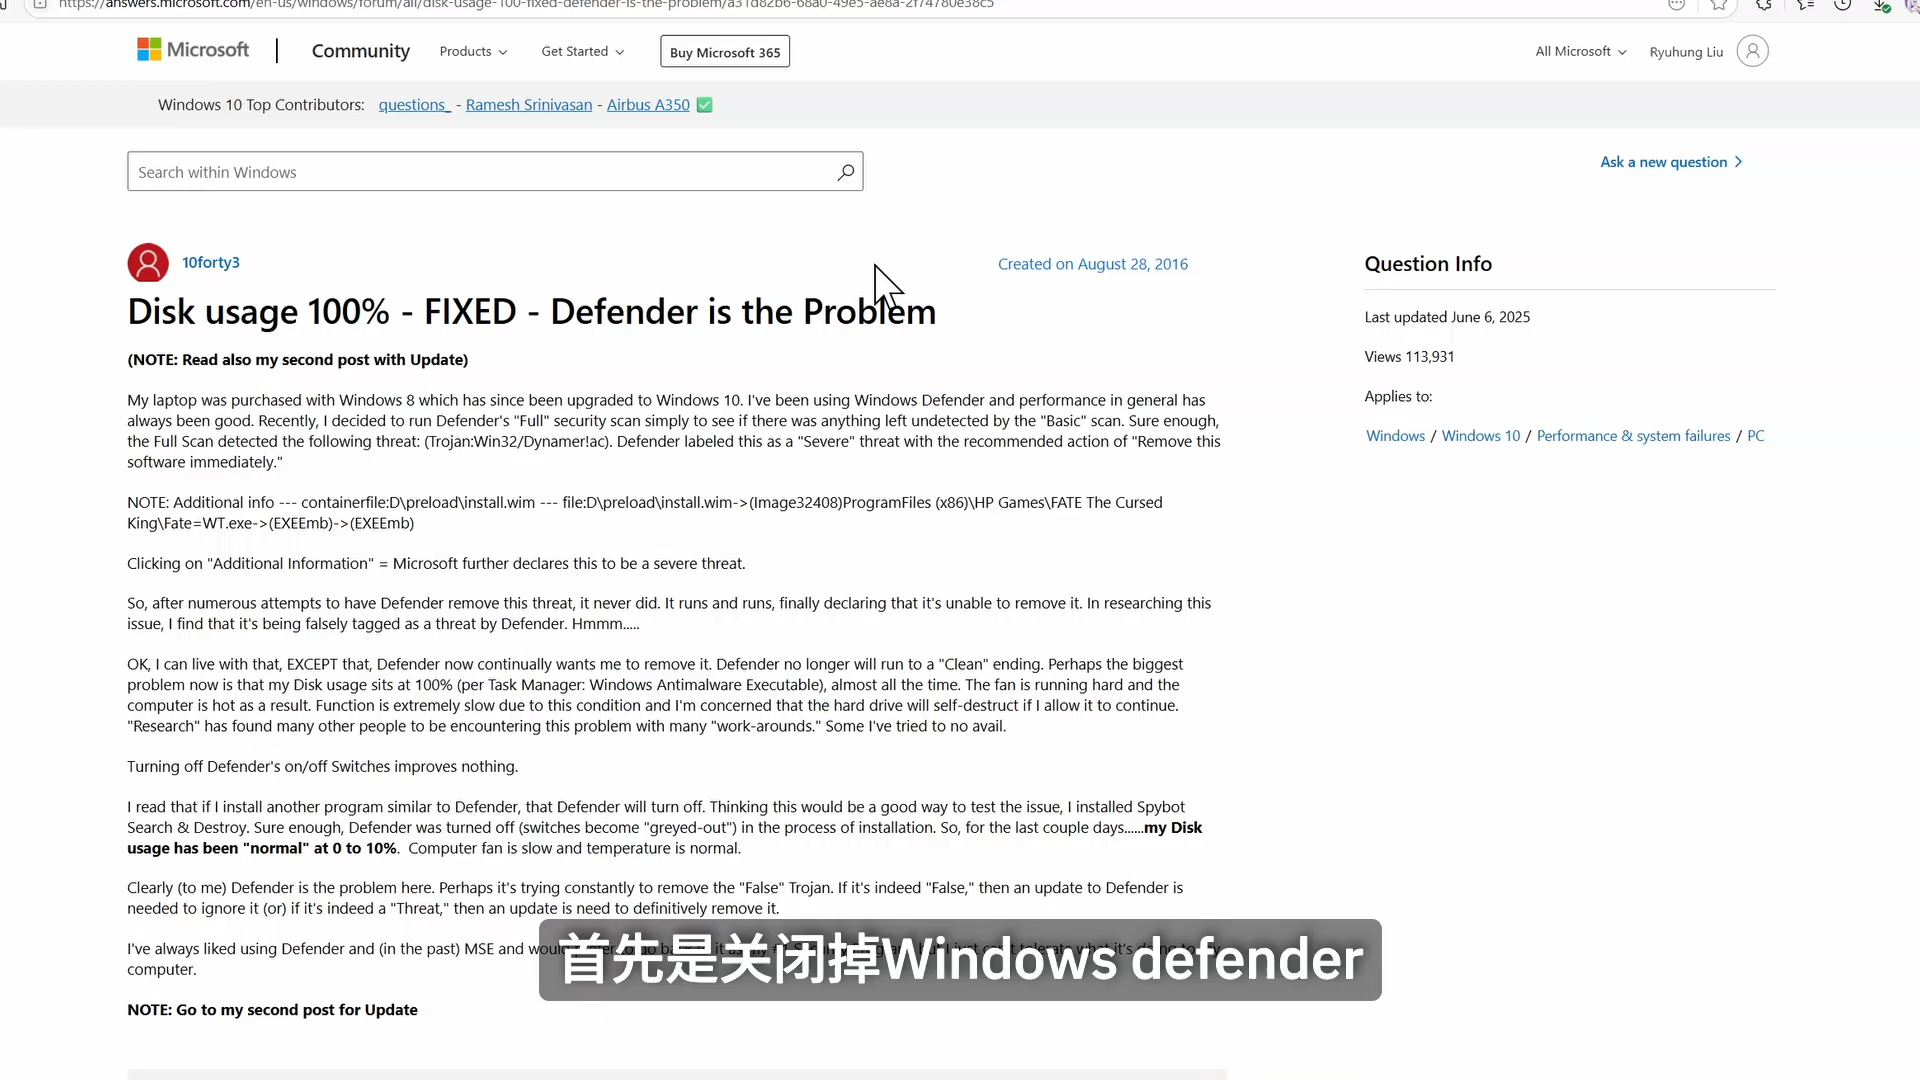 https://answers.microsoft.com/en-us/windows/forum/all/disk-usage-100-fixed-defender-is-the-problem/a31d82b6-68a0-49e5-ae8a-2f74780e38c5
Microsoft | Community Products Get Started Buy Microsoft 365 All Microsoft Ryuhung Liu
Windows 10 Top Contributors: questions_ - Ramesh Srinivasan - Airbus A350 ✅
Search within Windows
Ask a new question
10forty3
Created on August 28, 2016
Disk usage 100% - FIXED - Defender is the Problem
(NOTE: Read also my second post with Update)
My laptop was purchased with Windows 8 which has since been upgraded to Windows 10. I've been using Windows Defender and performance in general has
always been good. Recently, I decided to run Defender's "Full" security scan simply to see if there was anything left undetected by the "Basic" scan. Sure enough,
the Full Scan detected the following threat: (Trojan:Win32/Dynamer!ac). Defender labeled this as a "Severe" threat with the recommended action of "Remove this
software immediately."
NOTE: Additional info --- containerfile:D\preload\install.wim --- file:D\preload\install.wim->(Image32408)ProgramFiles (x86)\HP Games\FATE The Cursed
King\Fate=WT.exe->(EXEEmb)->(EXEEmb)
Clicking on "Additional Information" = Microsoft further declares this to be a severe threat.
So, after numerous attempts to have Defender remove this threat, it never did. It runs and runs, finally declaring that it's unable to remove it. In researching this
issue, I find that it's being falsely tagged as a threat by Defender. Hmmm.....
OK, I can live with that, EXCEPT that, Defender now continually wants me to remove it. Defender no longer will run to a "Clean" ending. Perhaps the biggest
problem now is that my Disk usage sits at 100% (per Task Manager: Windows Antimalware Executable), almost all the time. The fan is running hard and the
computer is hot as a result. Function is extremely slow due to this condition and I'm concerned that the hard drive will self-destruct if I allow it to continue.
"Research" has found many other people to be encountering this problem with many "work-arounds." Some I've tried to no avail.
Turning off Defender's on/off Switches improves nothing.
I read that if I install another program similar to Defender, that Defender will turn off. Thinking this would be a good way to test the issue, I installed Spybot
Search & Destroy. Sure enough, Defender was turned off (switches become "greyed-out") in the process of installation. So, for the last couple days......my Disk
usage has been "normal" at 0 to 10%. Computer fan is slow and temperature is normal.
Clearly (to me) Defender is the problem here. Perhaps it's trying constantly to remove the "False" Trojan. If it's indeed "False," then an update to Defender is
needed to ignore it (or) if it's indeed a "Threat," then an update is need to definitively remove it.
I've always liked using Defender and (in the past) MSE and
computer.
NOTE: Go to my second post for Update
Question Info
Last updated June 6, 2025
Views 113,931
Applies to:
Windows / Windows 10 / Performance & system failures / PC
首先是关闭掉Windows defender